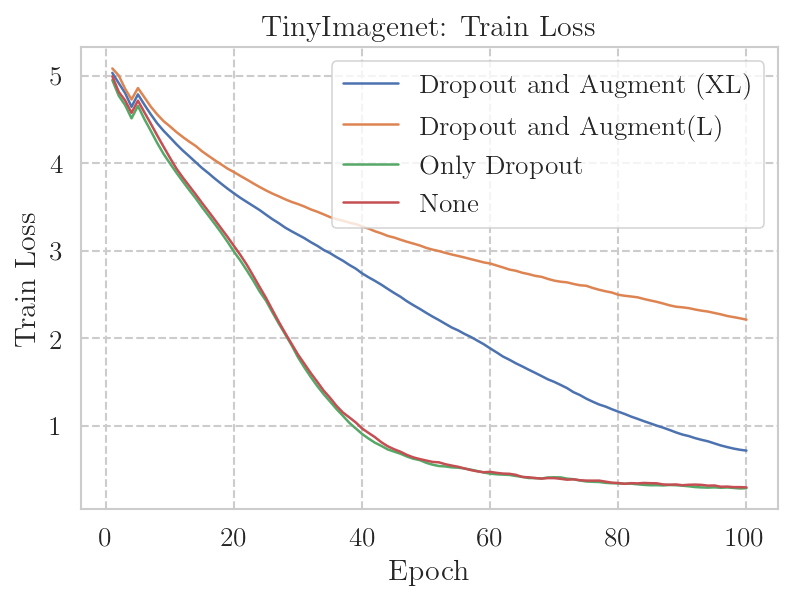 TinyImagenet: Train Loss
Dropout and Augment (XL)
Dropout and Augment(L)
Only Dropout
None
Train Loss
5
4
3
2
1
0 20 40 60 80 100
Epoch